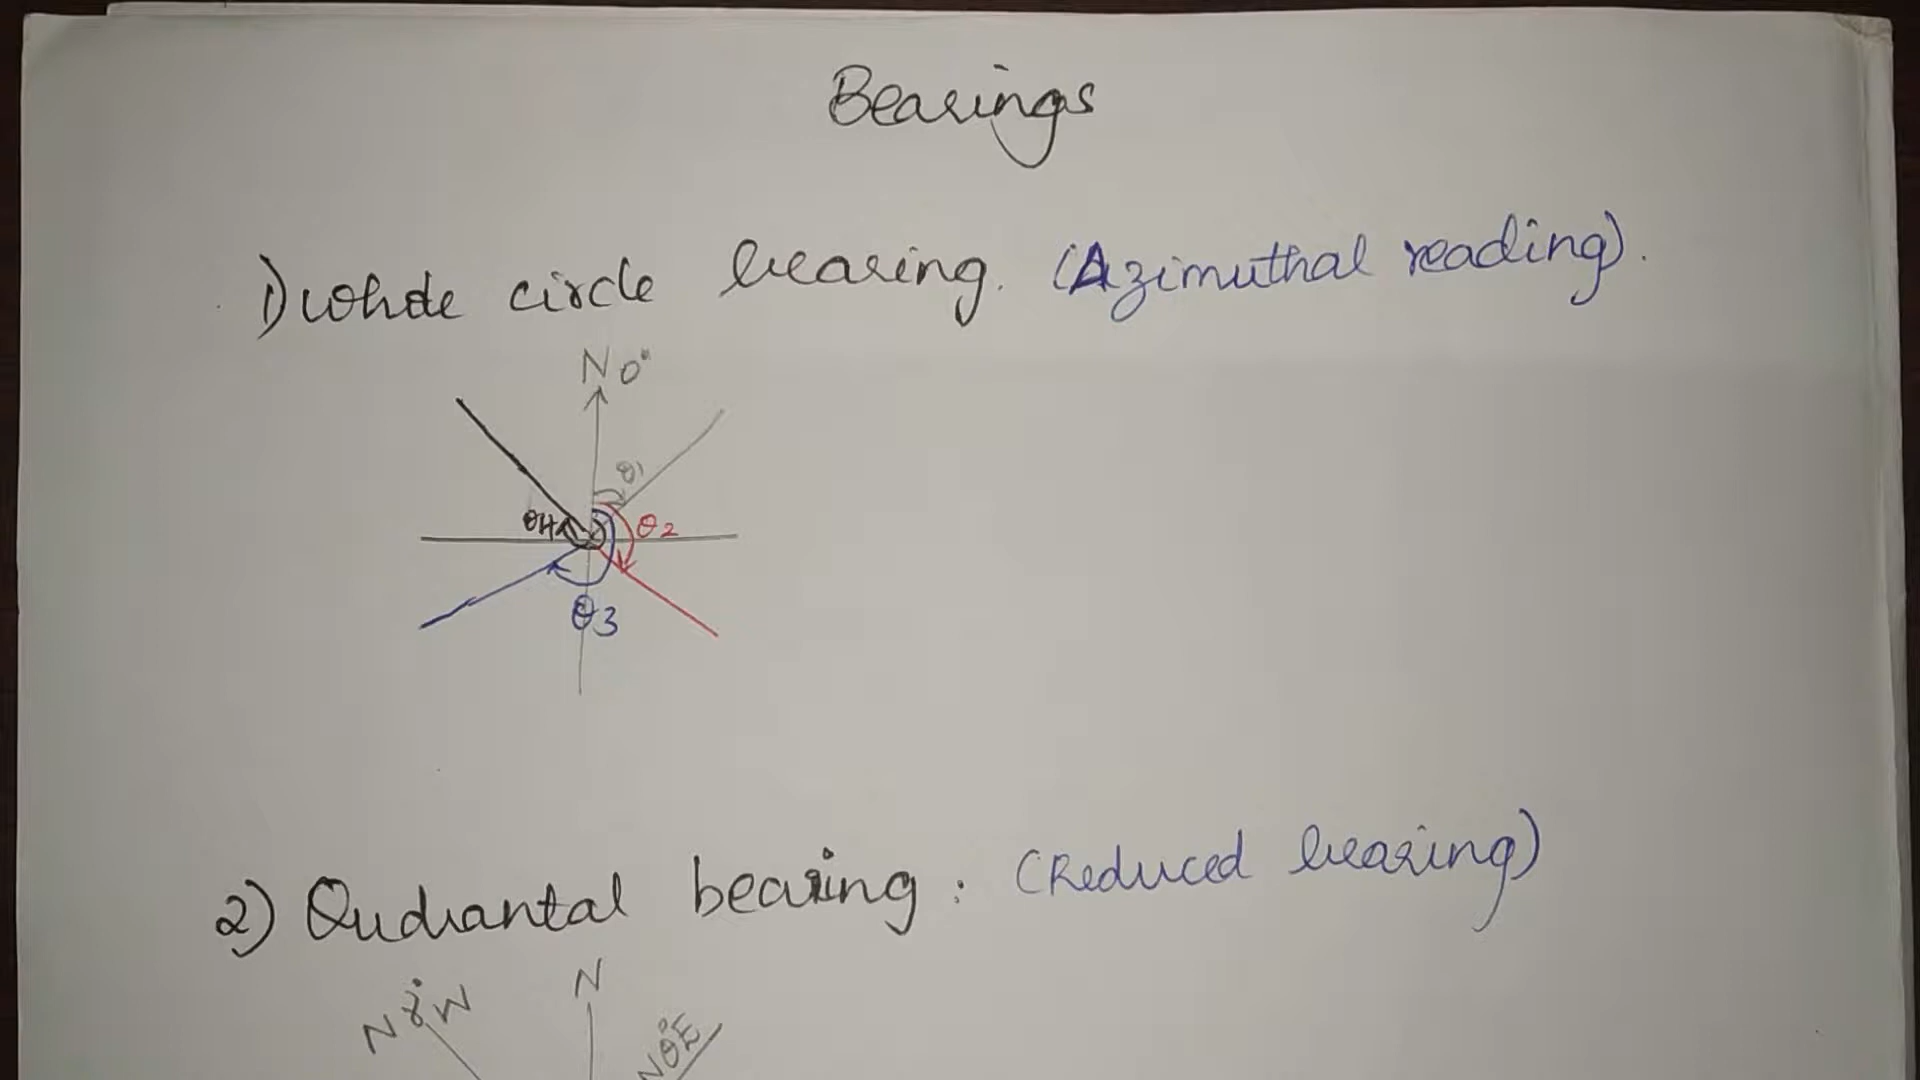 Bearings
1) Whole circle bearing. (Azimuthal reading).
N 0°
θ1
θ4
θ2
θ3
2) Qudrantal bearing : (Reduced bearing)
N
N γ° W
N θ° E